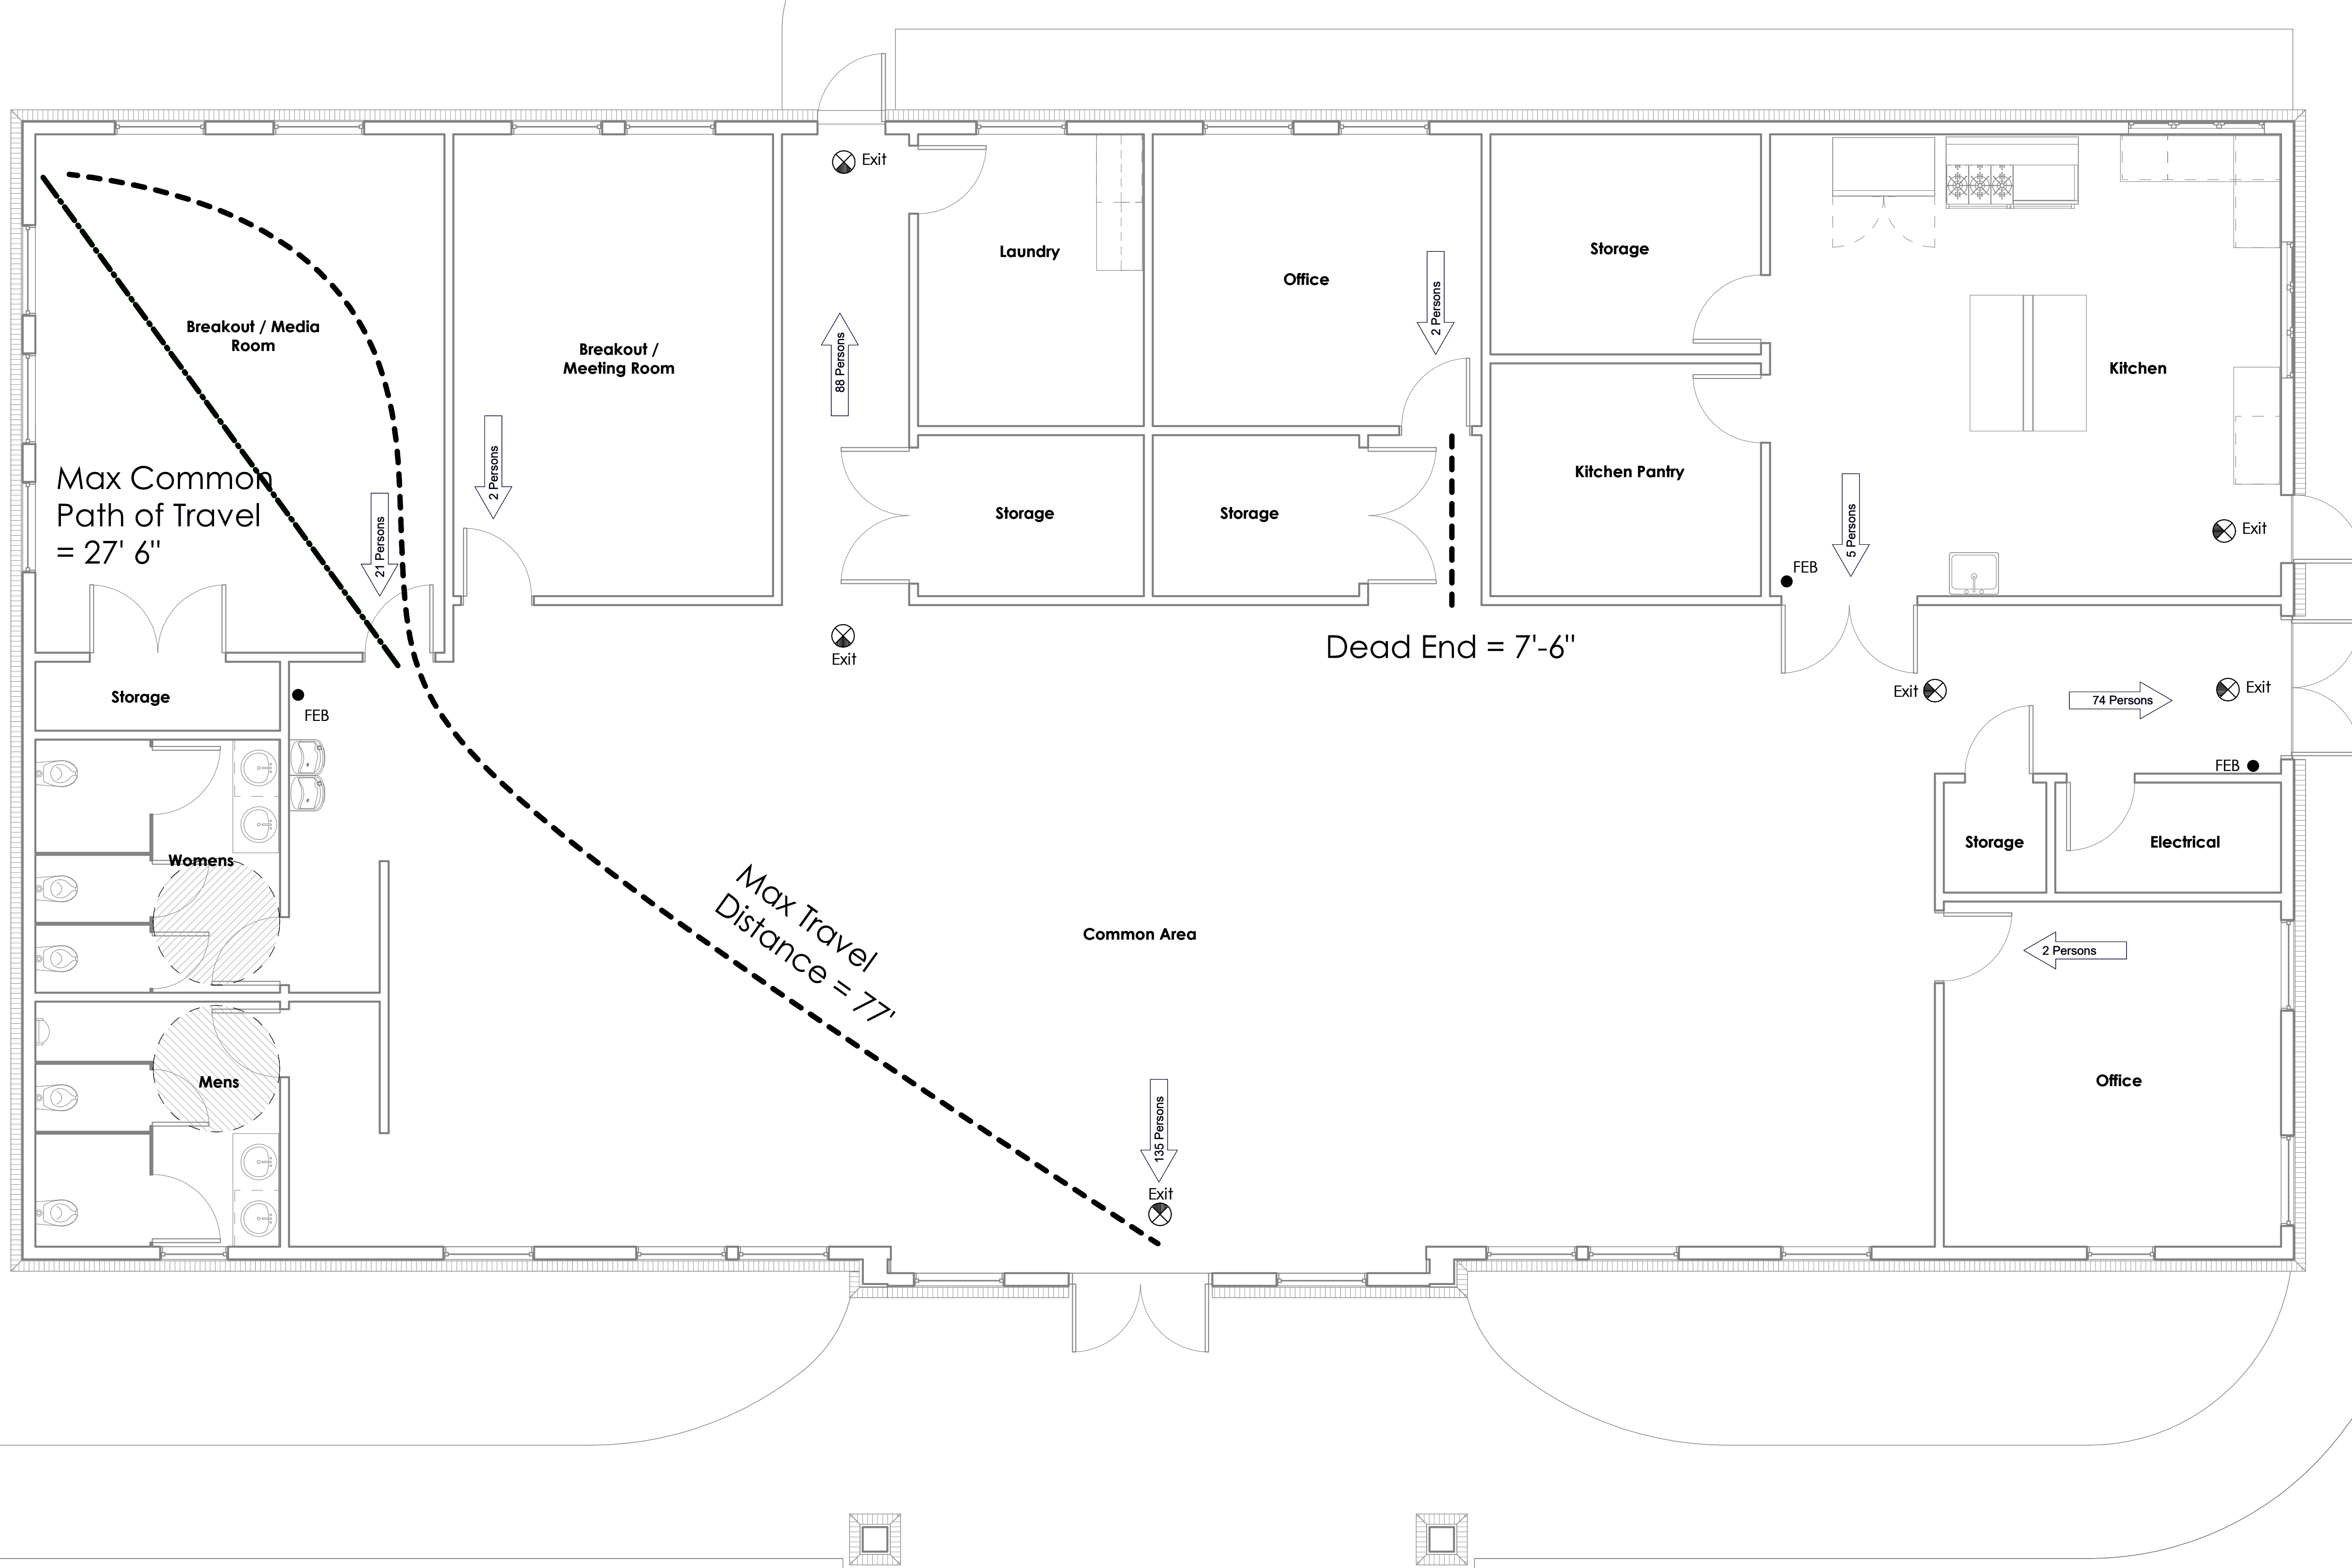 Exit
Laundry
Storage
Office
2 Persons
Breakout / Media
Room
Breakout /
Meeting Room
88 Persons
Kitchen
Max Common
Path of Travel
= 27' 6"
21 Persons
2 Persons
Storage
Storage
Kitchen Pantry
5 Persons
FEB
Exit
Exit
Dead End = 7'-6"
Storage
FEB
Exit
74 Persons
Exit
FEB
Womens
Storage
Electrical
Max Travel
Distance = 77'
Common Area
2 Persons
Mens
Office
135 Persons
Exit